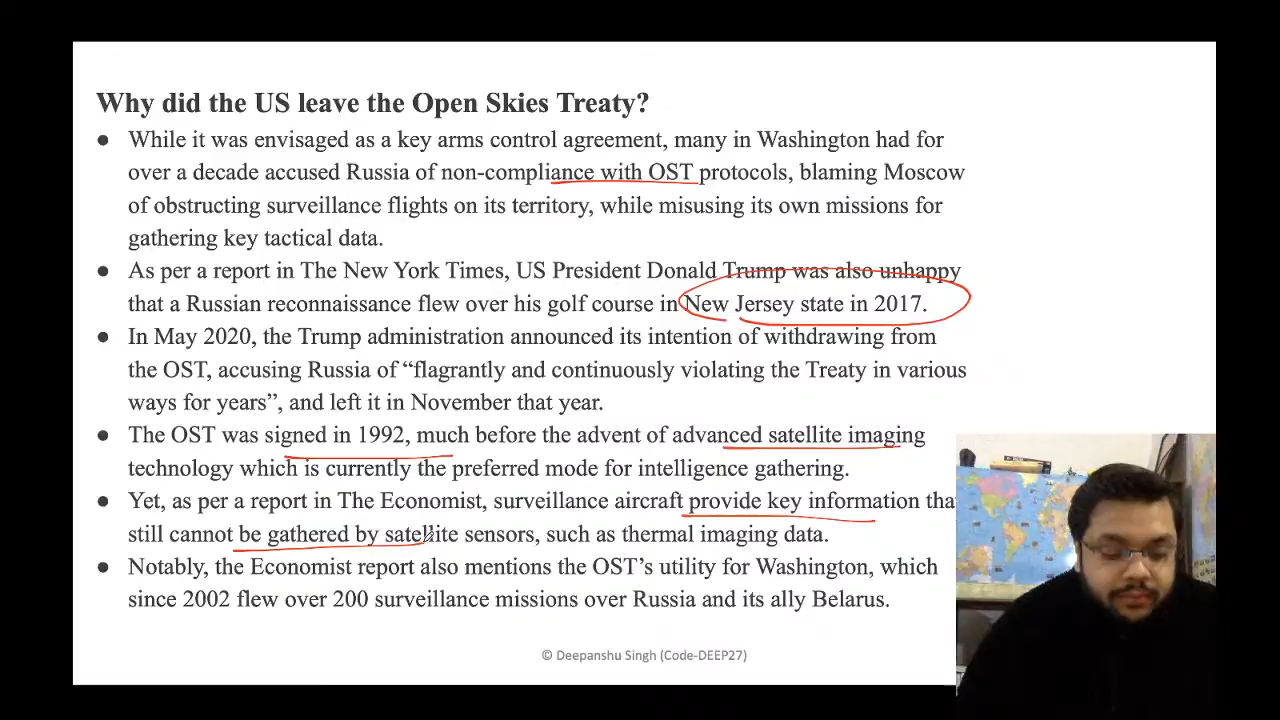 Why did the US leave the Open Skies Treaty?
● While it was envisaged as a key arms control agreement, many in Washington had for
over a decade accused Russia of non-compliance with OST protocols, blaming Moscow
of obstructing surveillance flights on its territory, while misusing its own missions for
gathering key tactical data.
● As per a report in The New York Times, US President Donald Trump was also unhappy
that a Russian reconnaissance flew over his golf course in New Jersey state in 2017.
● In May 2020, the Trump administration announced its intention of withdrawing from
the OST, accusing Russia of “flagrantly and continuously violating the Treaty in various
ways for years”, and left it in November that year.
● The OST was signed in 1992, much before the advent of advanced satellite imaging
technology which is currently the preferred mode for intelligence gathering.
● Yet, as per a report in The Economist, surveillance aircraft provide key information tha
still cannot be gathered by satellite sensors, such as thermal imaging data.
● Notably, the Economist report also mentions the OST’s utility for Washington, which
since 2002 flew over 200 surveillance missions over Russia and its ally Belarus.
© Deepanshu Singh (Code-DEEP27)